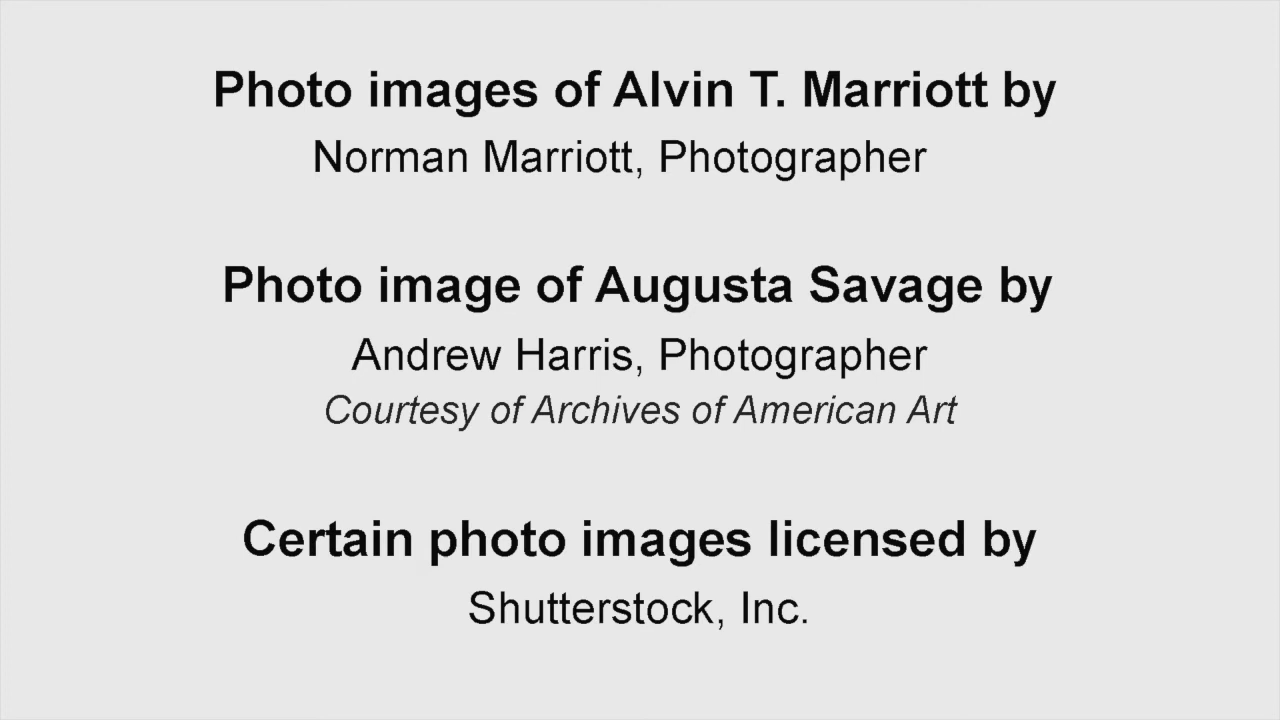 Photo images of Alvin T. Marriott by
Norman Marriott, Photographer
Photo image of Augusta Savage by
Andrew Harris, Photographer
Courtesy of Archives of American Art
Certain photo images licensed by
Shutterstock, Inc.